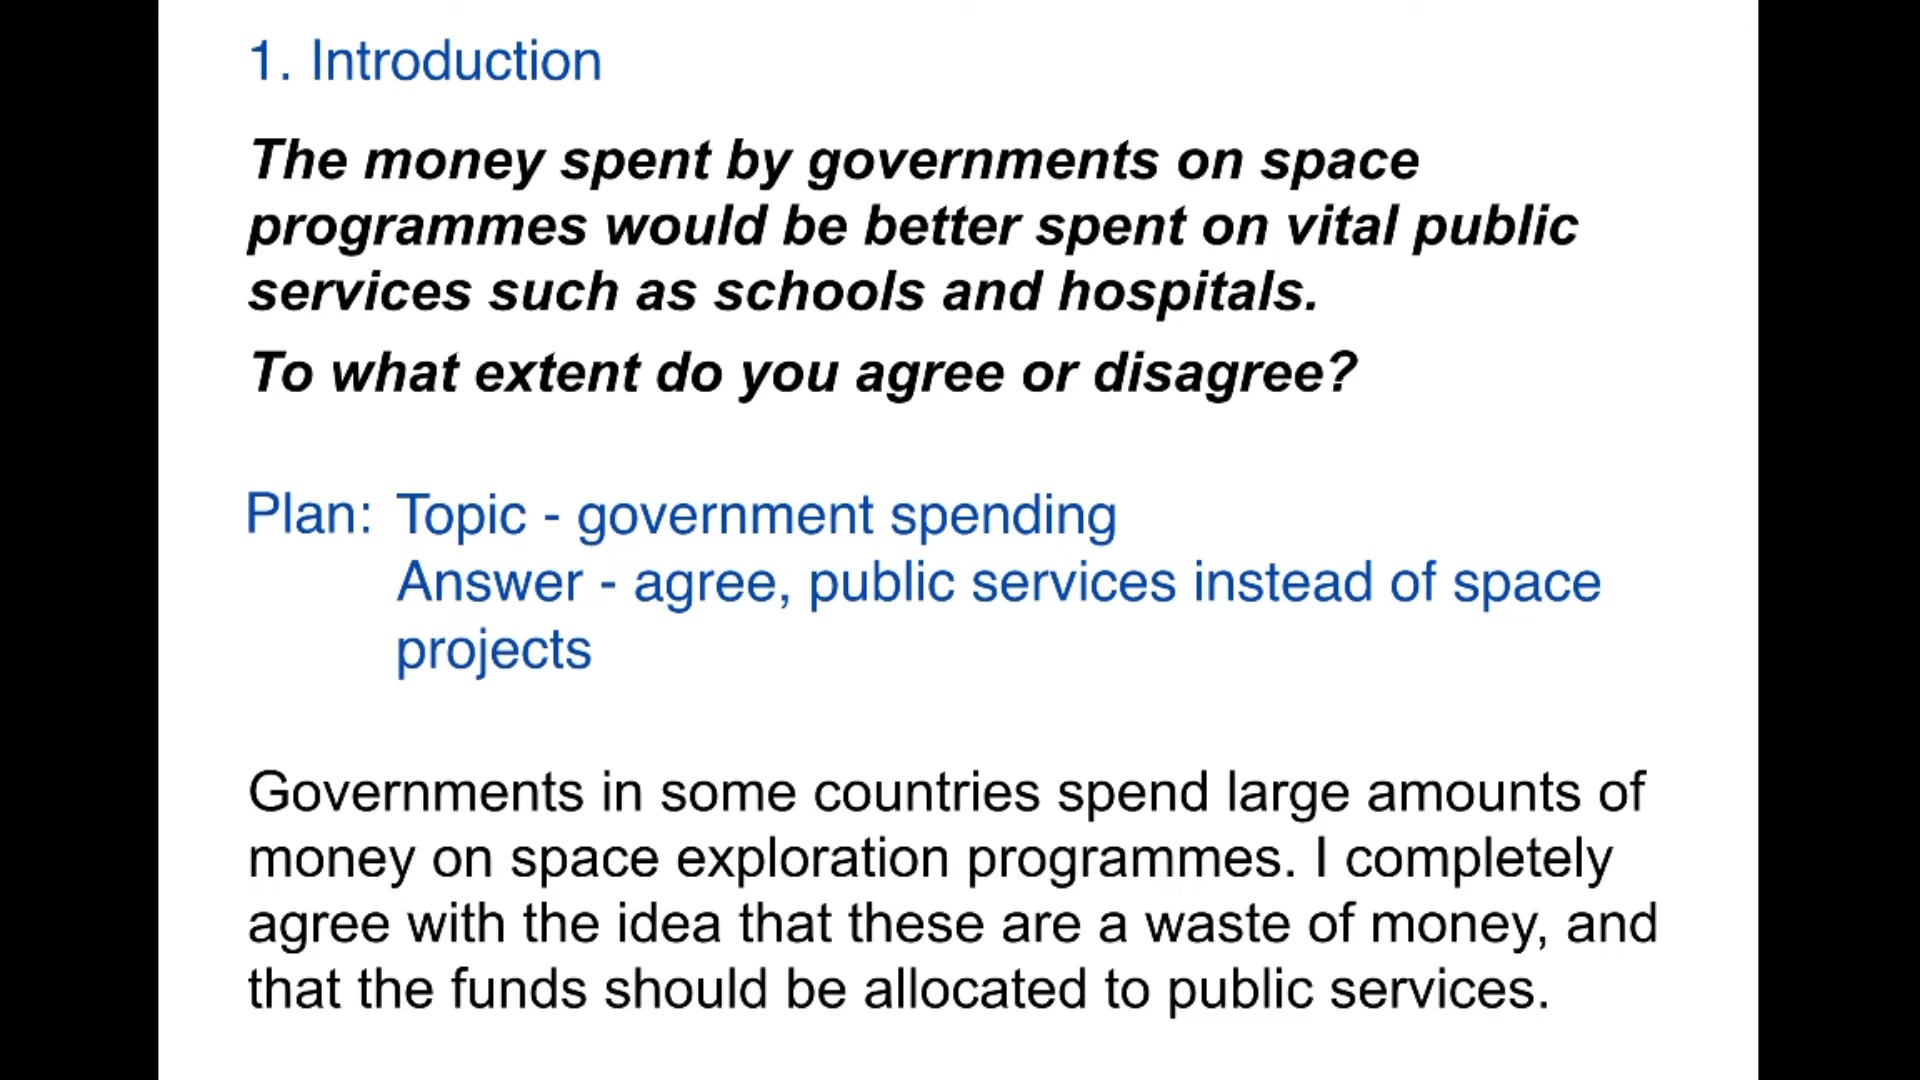 1. Introduction
The money spent by governments on space
programmes would be better spent on vital public
services such as schools and hospitals.
To what extent do you agree or disagree?
Plan: Topic - government spending
Answer - agree, public services instead of space
projects
Governments in some countries spend large amounts of
money on space exploration programmes. I completely
agree with the idea that these are a waste of money, and
that the funds should be allocated to public services.